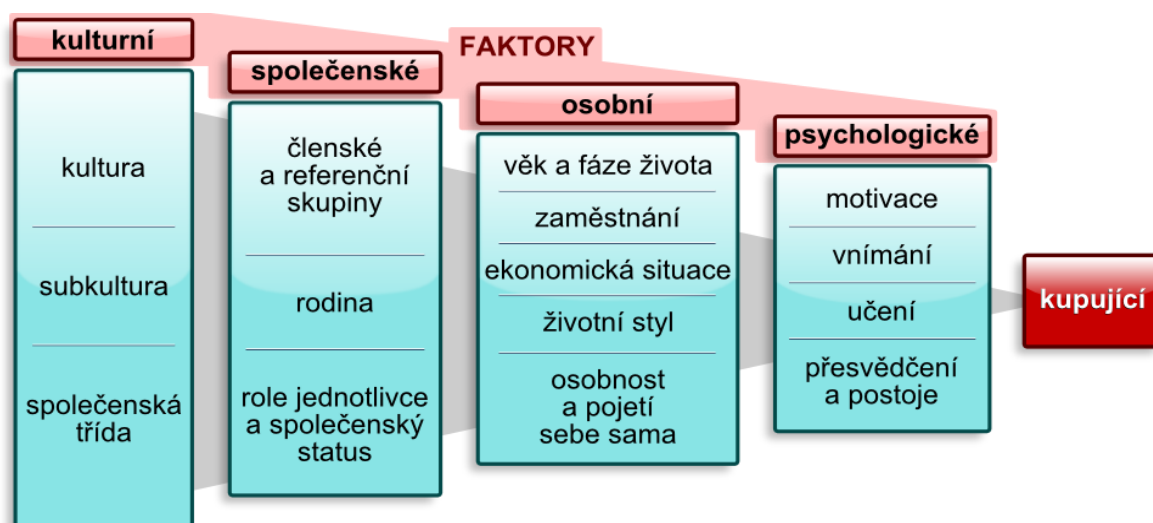 FAKTORY
kulturní
kultura
subkultura
společenská
třída
společenské
členské
a referenční
skupiny
rodina
role jednotlivce
a společenský
status
osobní
věk a fáze života
zaměstnání
ekonomická situace
životní styl
osobnost
a pojetí
sebe sama
psychologické
motivace
vnímání
učení
přesvědčení
a postoje
kupující